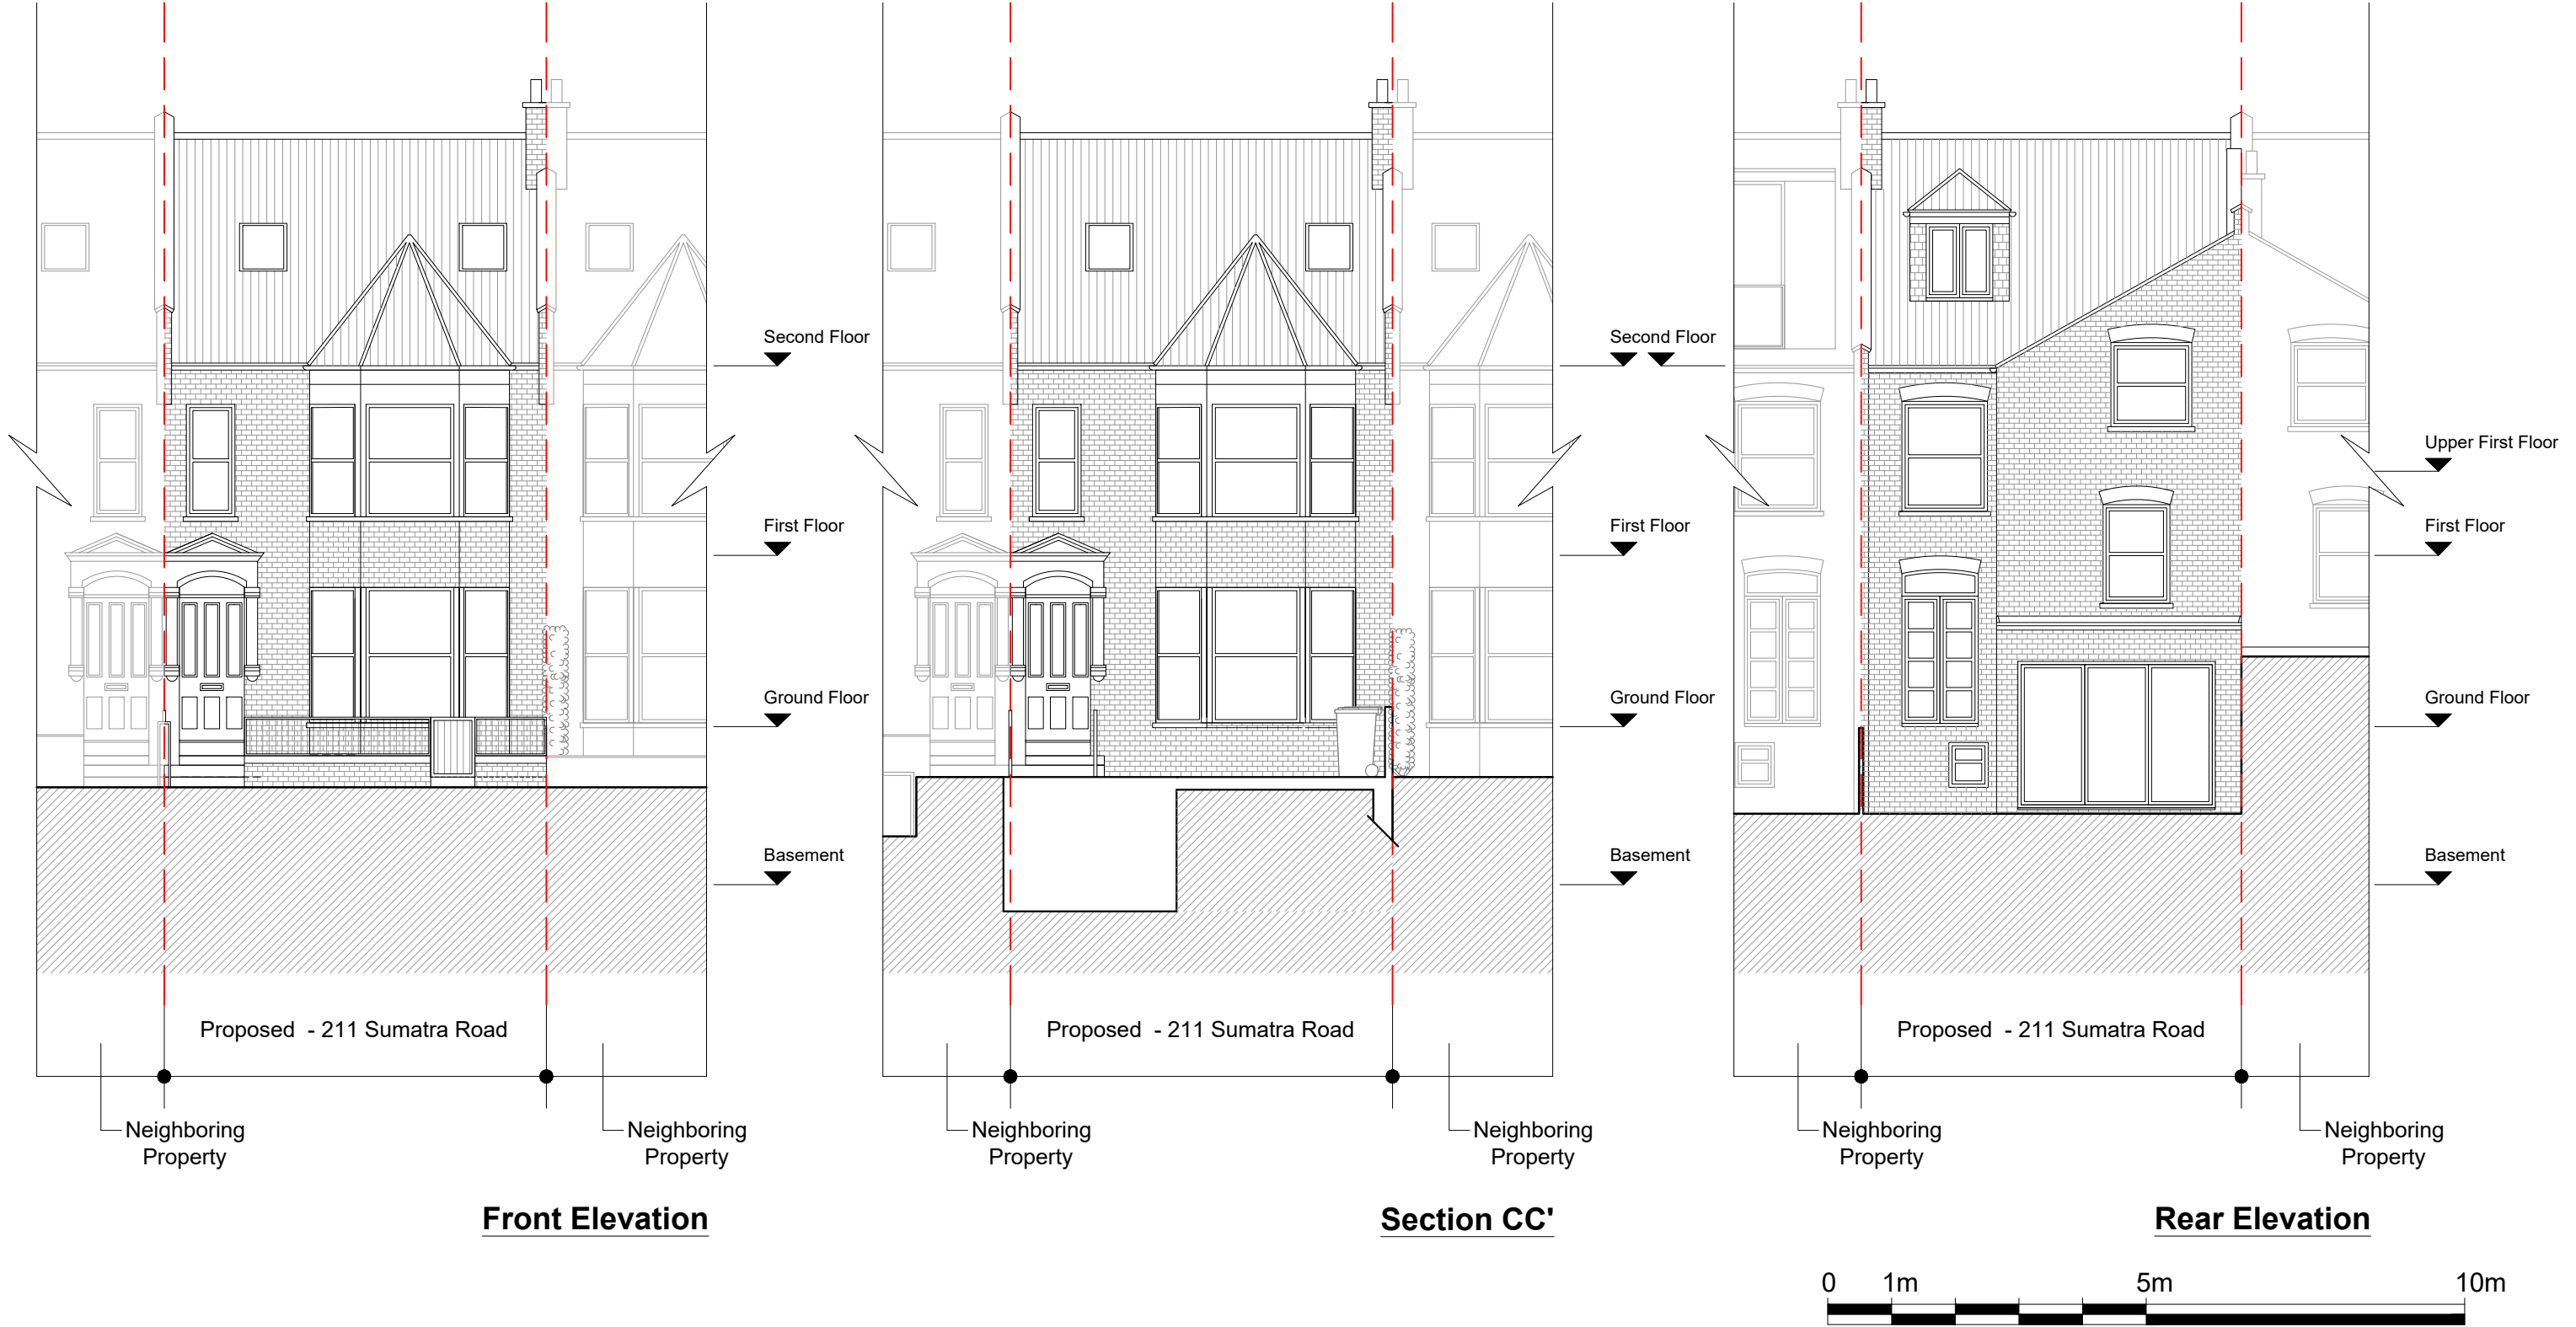 Second Floor
First Floor
Ground Floor
Basement
Proposed - 211 Sumatra Road
Neighboring
Property
Neighboring
Property
Front Elevation
Second Floor
First Floor
Ground Floor
Basement
Proposed - 211 Sumatra Road
Neighboring
Property
Neighboring
Property
Section CC'
Upper First Floor
First Floor
Ground Floor
Basement
Proposed - 211 Sumatra Road
Neighboring
Property
Neighboring
Property
Rear Elevation
0 1m 5m 10m